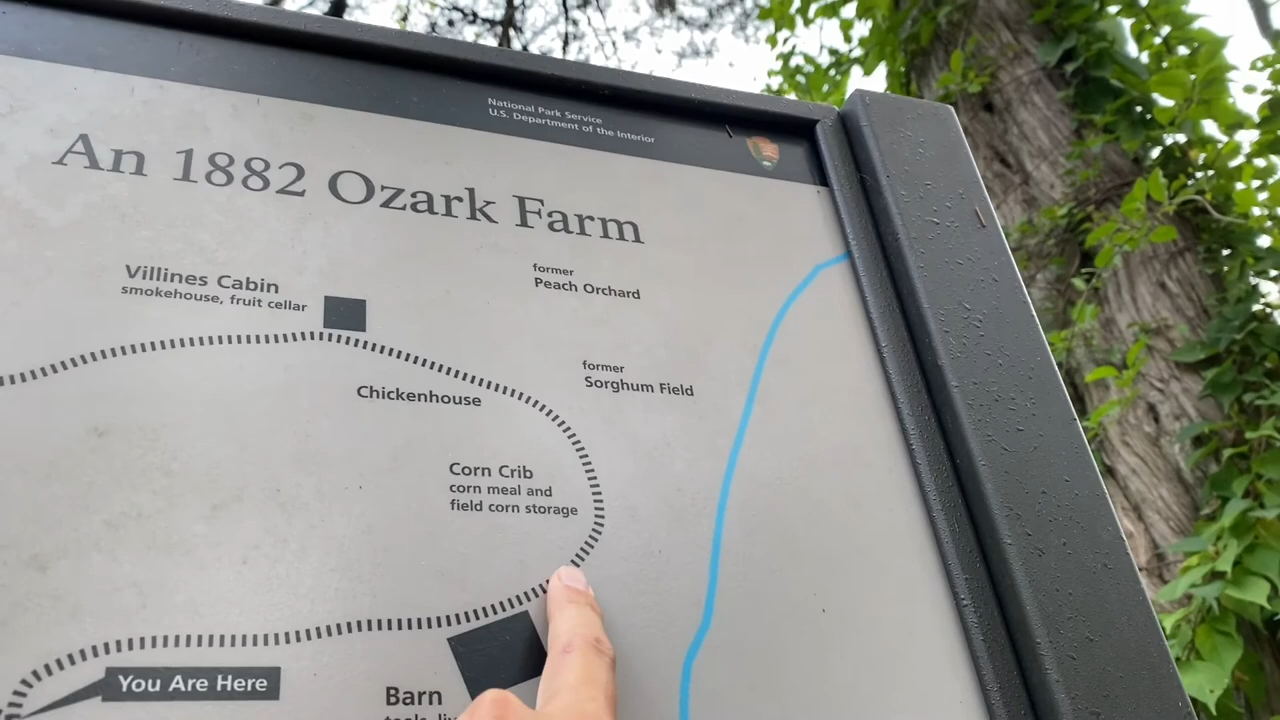 National Park Service
U.S. Department of the Interior
An 1882 Ozark Farm
Villines Cabin
smokehouse, fruit cellar
former
Peach Orchard
former
Sorghum Field
Chickenhouse
Corn Crib
corn meal and
field corn storage
You Are Here
Barn